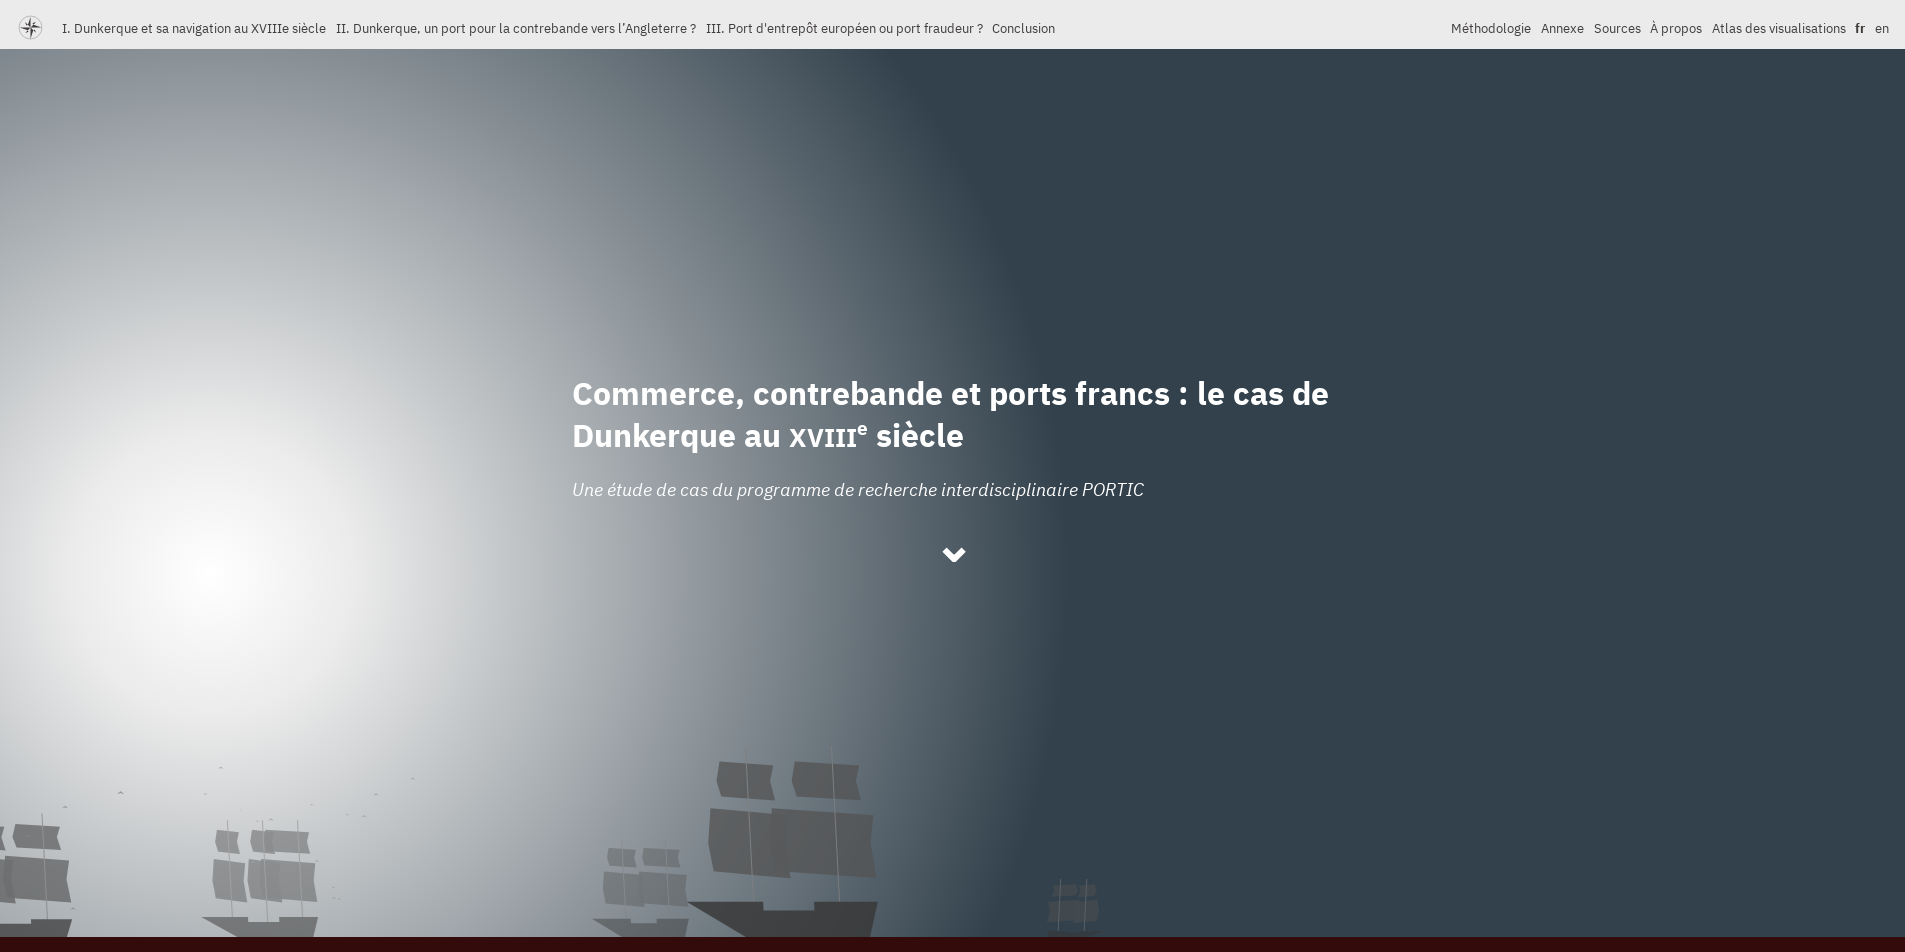 I. Dunkerque et sa navigation au XVIIIe siècle II. Dunkerque, un port pour la contrebande vers l’Angleterre ? III. Port d'entrepôt européen ou port fraudeur ? Conclusion Méthodologie Annexe Sources À propos Atlas des visualisations fr en
Commerce, contrebande et ports francs : le cas de
Dunkerque au XVIIIe siècle
Une étude de cas du programme de recherche interdisciplinaire PORTIC